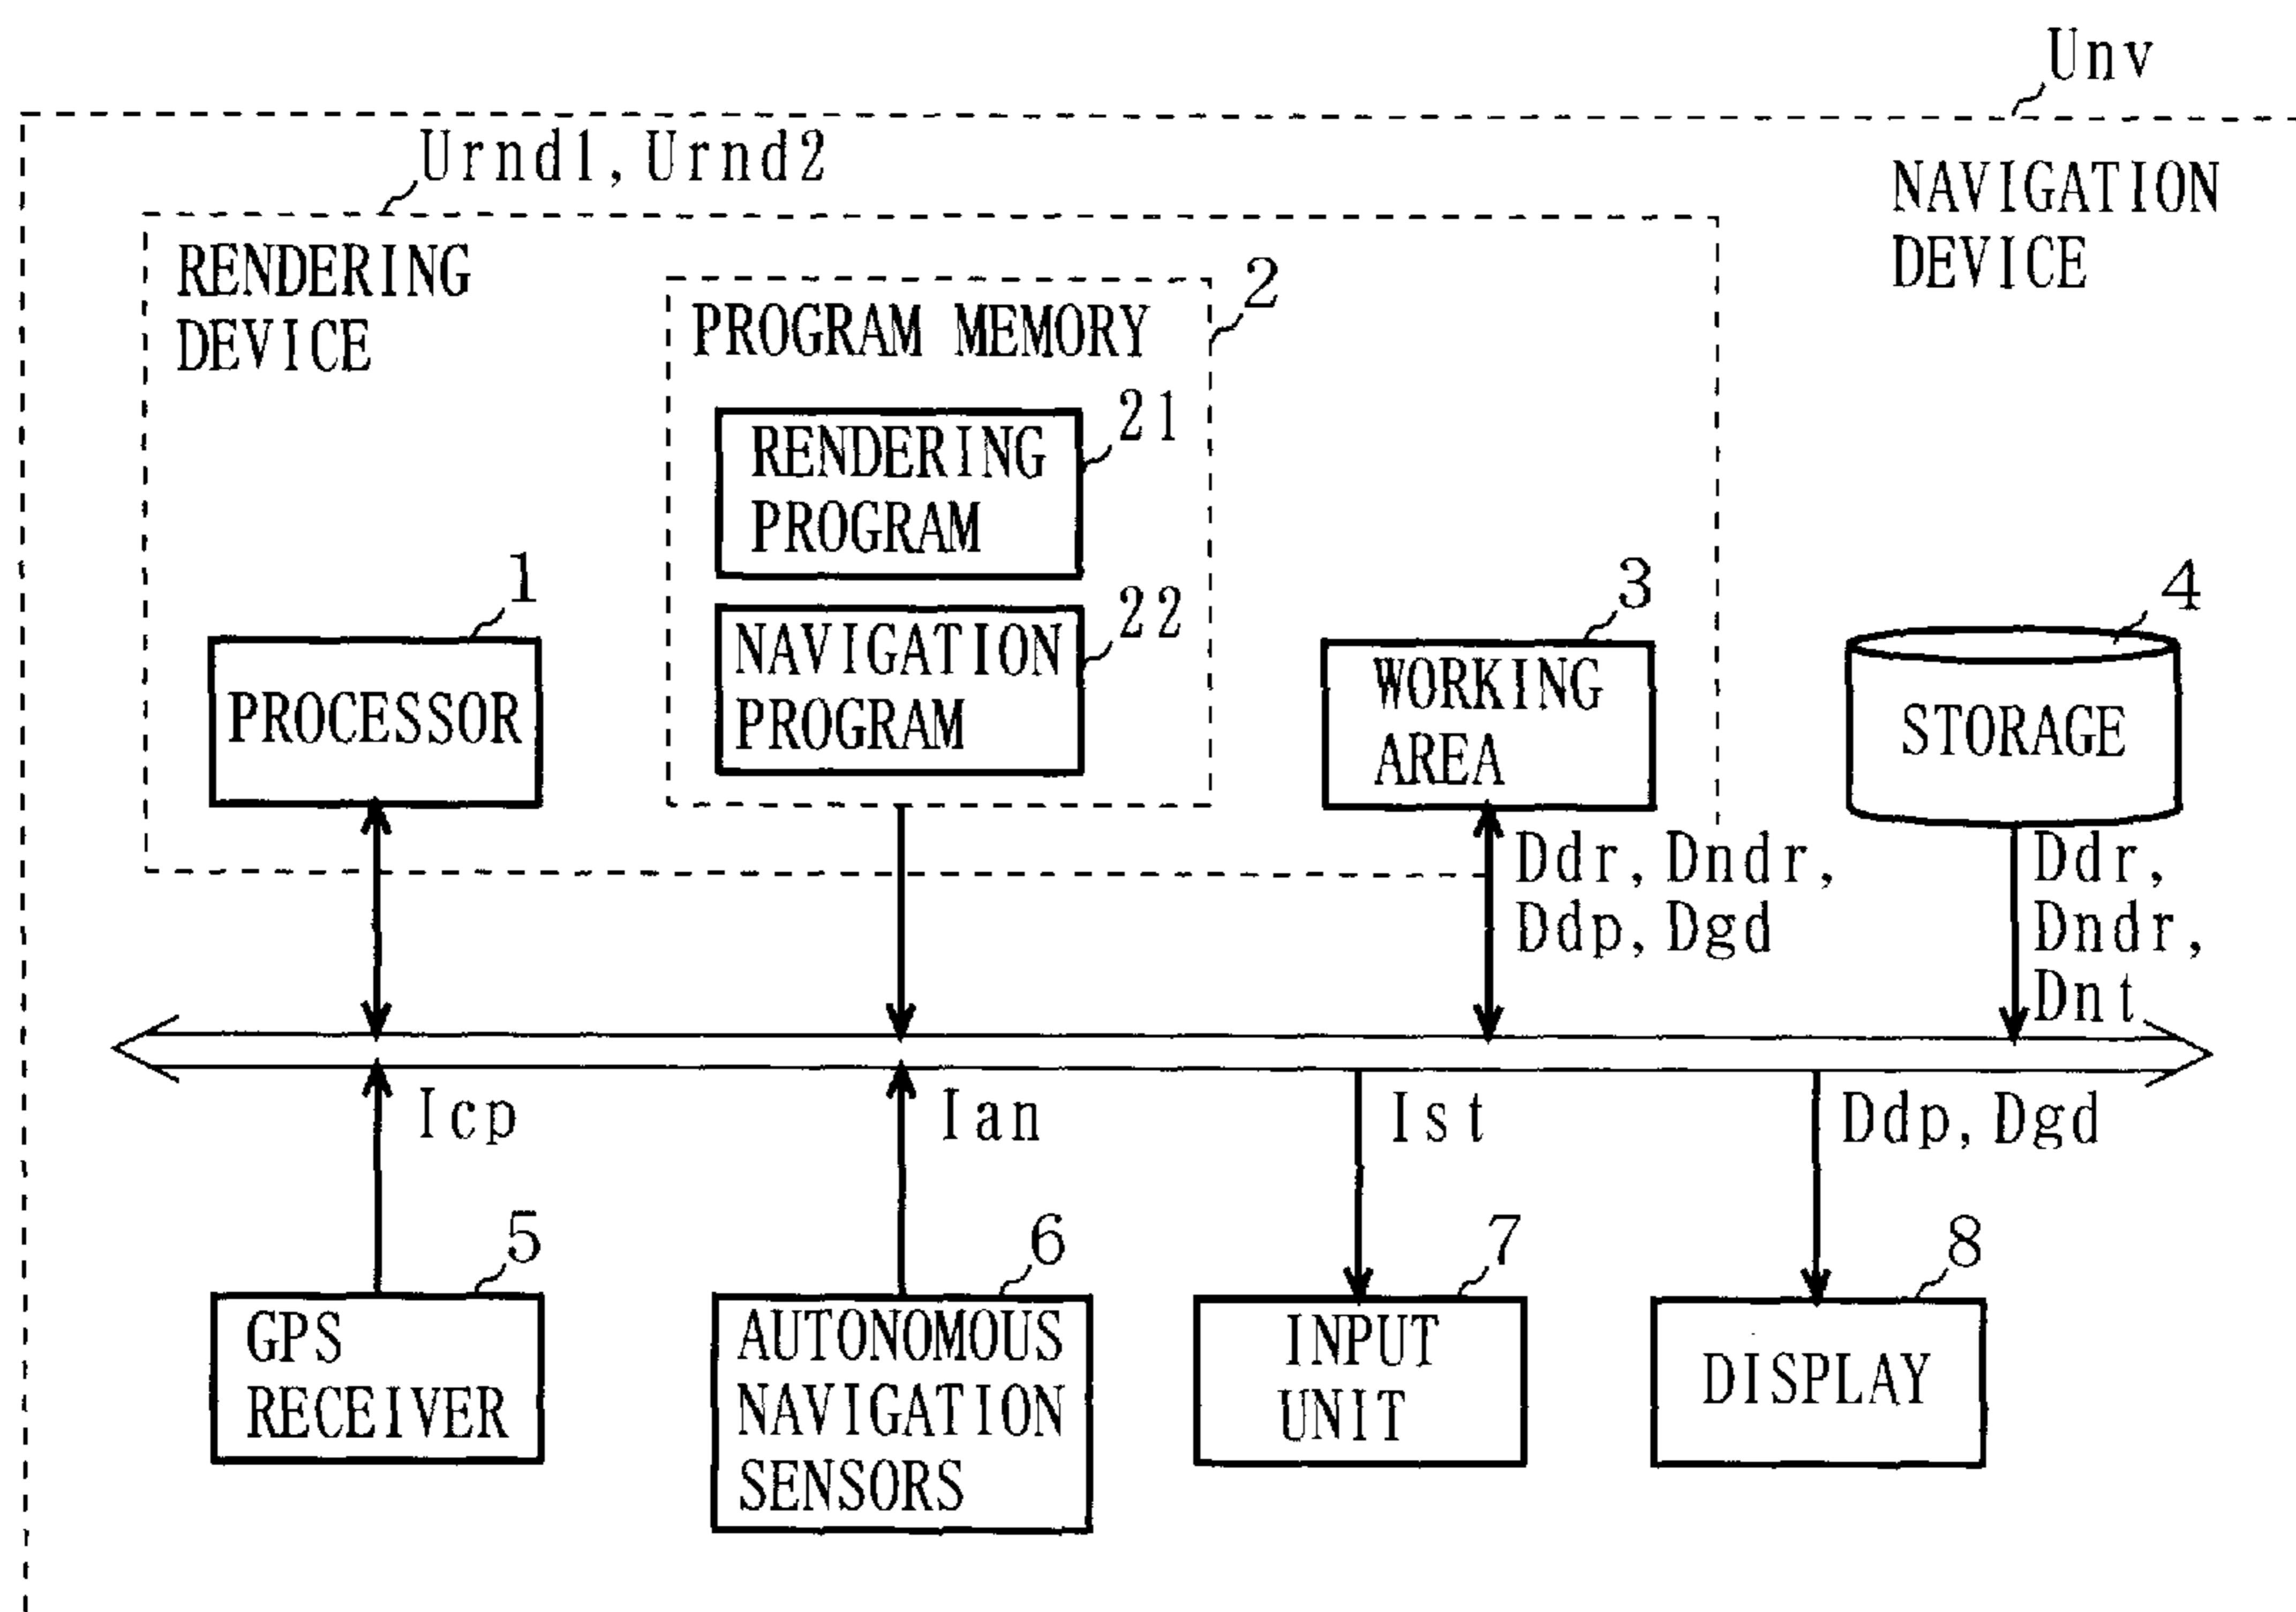 Unv
Urnd1, Urnd2
NAVIGATION
DEVICE
RENDERING
DEVICE
2
PROGRAM MEMORY
21
RENDERING
PROGRAM
22
NAVIGATION
PROGRAM
1
PROCESSOR
3
WORKING
AREA
4
STORAGE
Ddr, Dndr,
Ddp, Dgd
Ddr,
Dndr,
Dnt
Icp
Ian
Ist
Ddp, Dgd
5
GPS
RECEIVER
6
AUTONOMOUS
NAVIGATION
SENSORS
7
INPUT
UNIT
8
DISPLAY